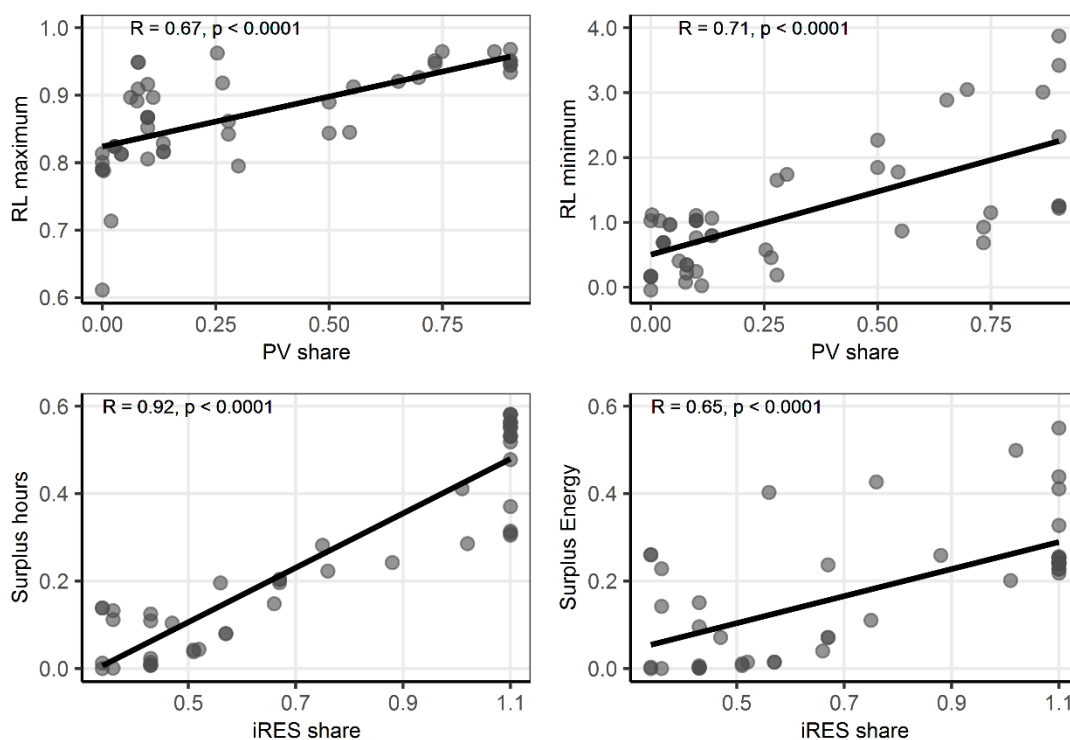 R = 0.67, p < 0.0001
1.0
0.9
0.8
0.7
0.6
RL maximum
0.00
0.25
0.50
0.75
PV share
R = 0.71, p < 0.0001
4.0
3.0
2.0
1.0
0.0
RL minimum
0.00
0.25
0.50
0.75
PV share
R = 0.92, p < 0.0001
0.6
0.4
0.2
0.0
Surplus hours
0.5
0.7
0.9
1.1
iRES share
R = 0.65, p < 0.0001
0.6
0.4
0.2
0.0
Surplus Energy
0.5
0.7
0.9
1.1
iRES share